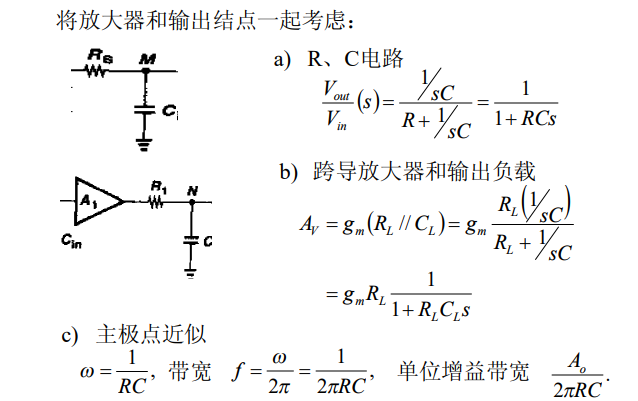 将放大器和输出结点一起考虑：
R_S M
C_i
a) R、C电路
V_out/V_in (s) = (1/sC)/(R + 1/sC) = 1/(1 + RCs)
A_1 R_1 N
C_in C
b) 跨导放大器和输出负载
A_V = g_m(R_L // C_L) = g_m R_L(1/sC)/(R_L + 1/sC)
= g_m R_L 1/(1 + R_L C_L s)
c) 主极点近似
ω = 1/RC, 带宽 f = ω/2π = 1/2πRC, 单位增益带宽 A_o/2πRC.